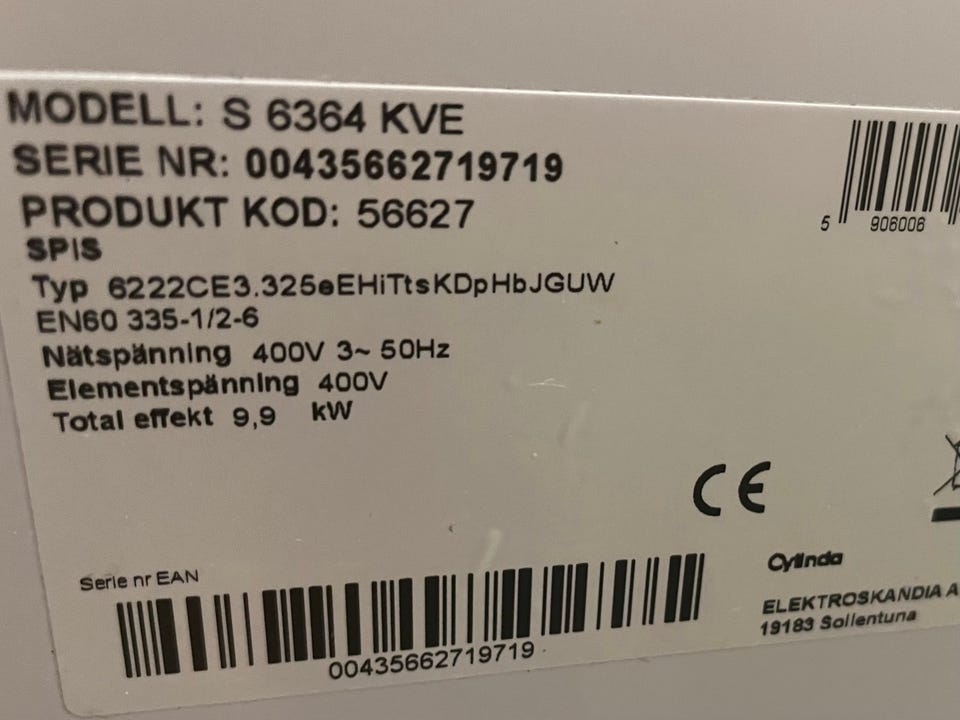 MODELL: S 6364 KVE
SERIE NR: 00435662719719
PRODUKT KOD: 56627
SPIS
Typ 6222CE3.325eEHiTtsKDpHbJGUW
EN60 335-1/2-6
Nätspänning 400V 3~ 50Hz
Elementspänning 400V
Total effekt 9,9 kW
5 906006
CE
Serie nr EAN
00435662719719
Cylinda
ELEKTROSKANDIA A
19183 Sollentuna